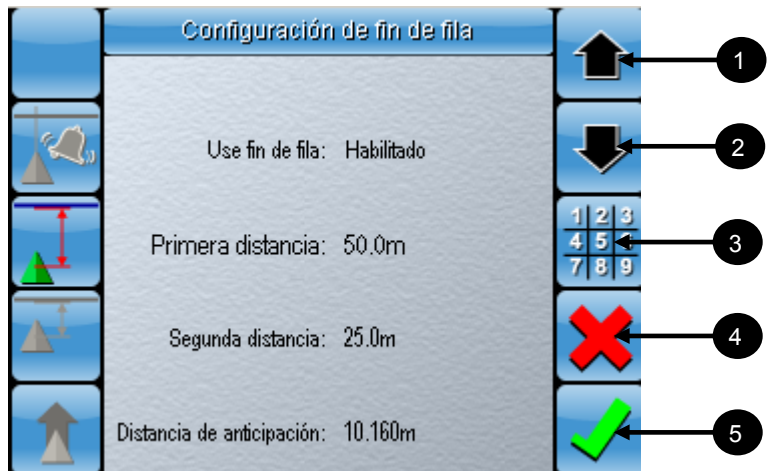 Configuración de fin de fila
Use fin de fila: Habilitado
Primera distancia: 50.0m
Segunda distancia: 25.0m
Distancia de anticipación: 10.160m
1 2 3
4 5 6
7 8 9
1
2
3
4
5